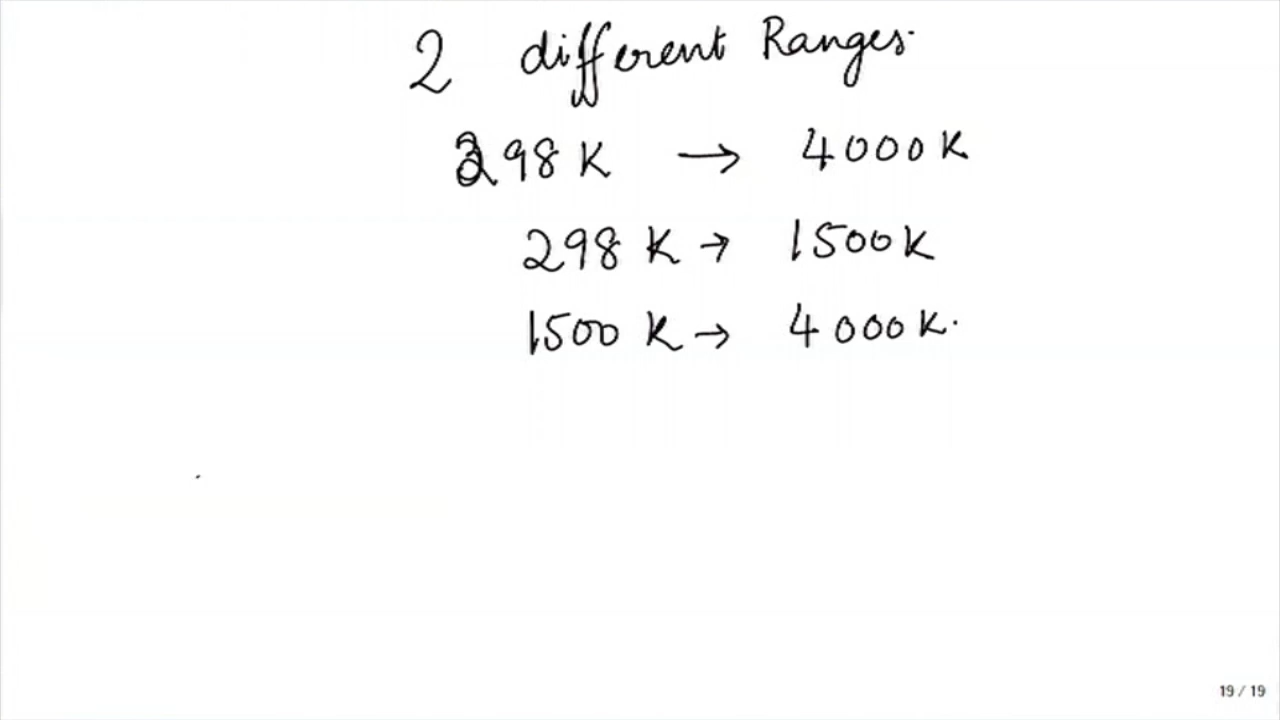 2 different Ranges.
298 K → 4000 K
298 K → 1500 K
1500 K → 4000 K.
19 / 19